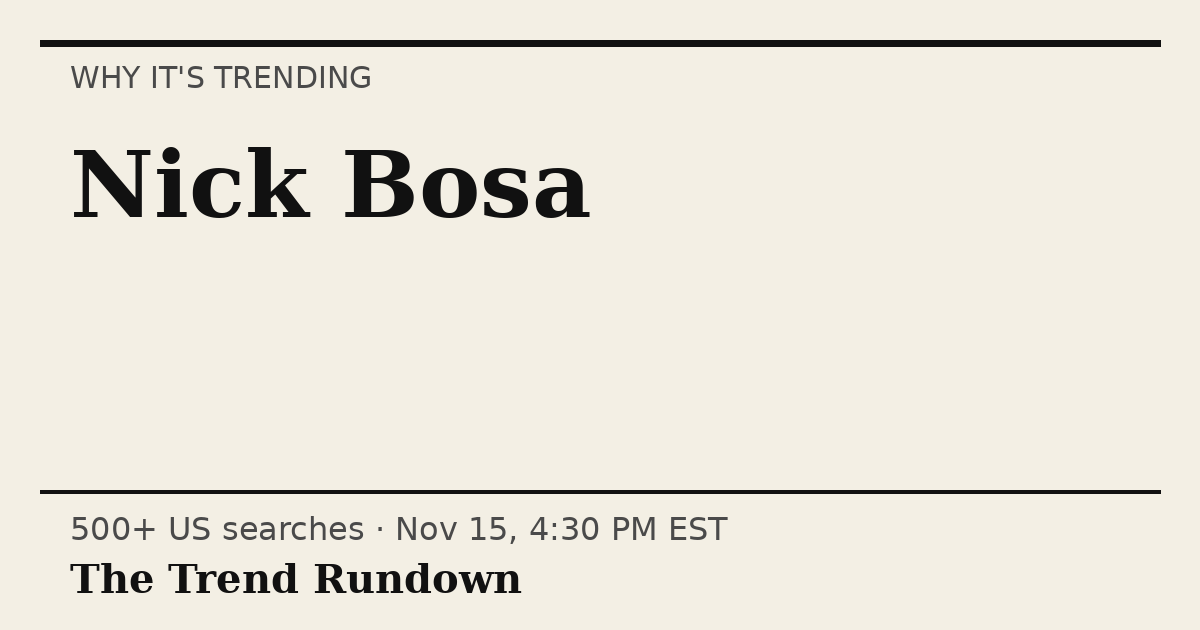 WHY IT'S TRENDING
Nick Bosa
500+ US searches · Nov 15, 4:30 PM EST
The Trend Rundown